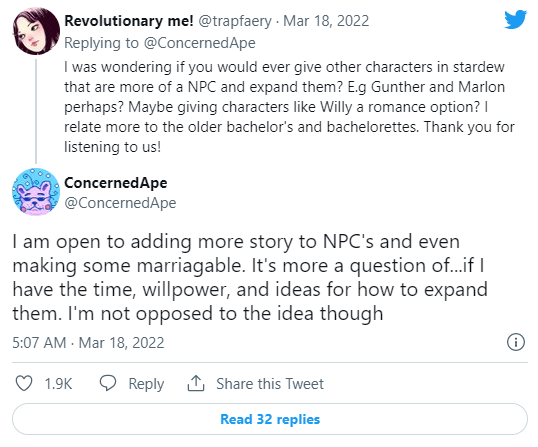 Revolutionary me! @trapfaery · Mar 18, 2022
Replying to @ConcernedApe
I was wondering if you would ever give other characters in stardew
that are more of a NPC and expand them? E.g Gunther and Marlon
perhaps? Maybe giving characters like Willy a romance option? I
relate more to the older bachelor's and bachelorettes. Thank you for
listening to us!
ConcernedApe
@ConcernedApe
I am open to adding more story to NPC's and even
making some marriagable. It's more a question of...if I
have the time, willpower, and ideas for how to expand
them. I'm not opposed to the idea though
5:07 AM · Mar 18, 2022
1.9K Reply Share this Tweet
Read 32 replies